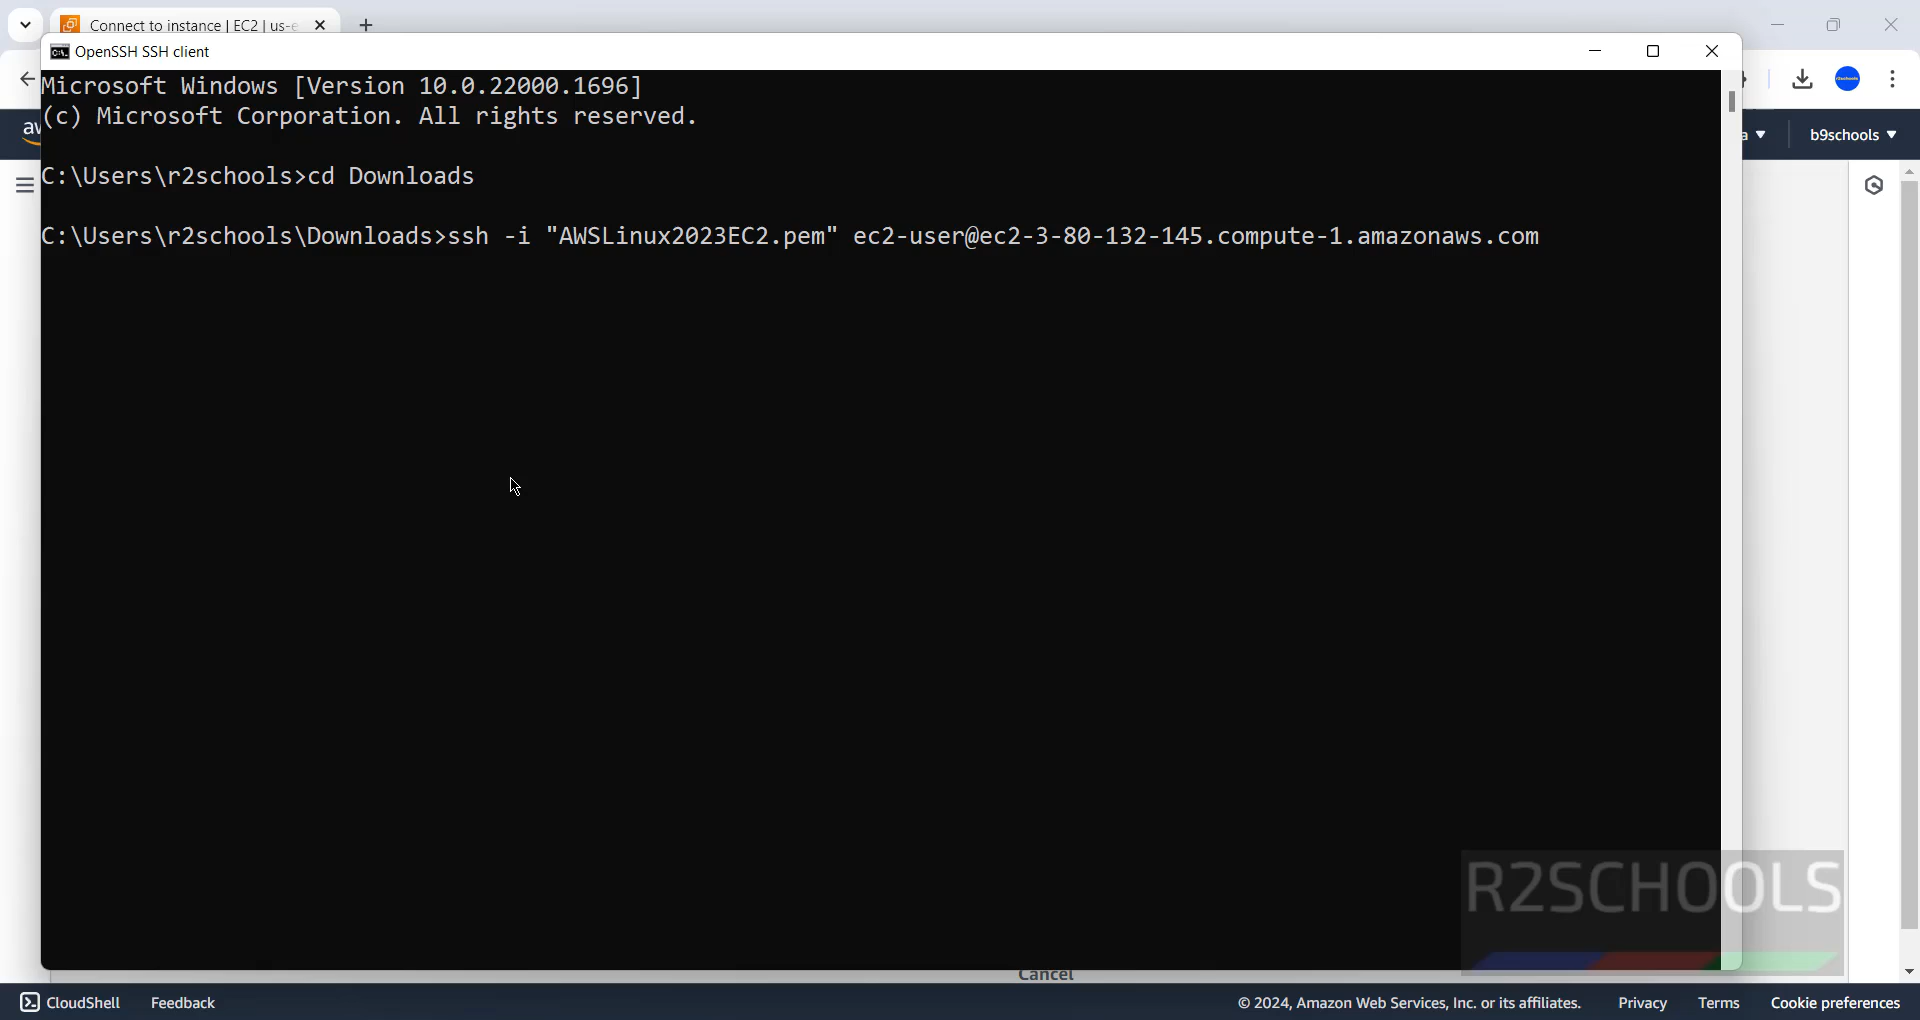 Connect to instance | EC2 | us-e
OpenSSH SSH client
Microsoft Windows [Version 10.0.22000.1696]
(c) Microsoft Corporation. All rights reserved.
C:\Users\r2schools>cd Downloads
C:\Users\r2schools\Downloads>ssh -i "AWSLinux2023EC2.pem" ec2-user@ec2-3-80-132-145.compute-1.amazonaws.com
b9schools
R2SCHOOLS
Cancel
CloudShell Feedback © 2024, Amazon Web Services, Inc. or its affiliates. Privacy Terms Cookie preferences